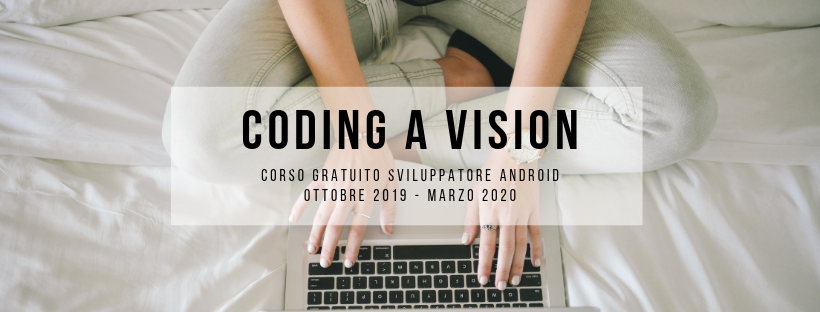 CODING A VISION
CORSO GRATUITO SVILUPPATORE ANDROID
OTTOBRE 2019 - MARZO 2020